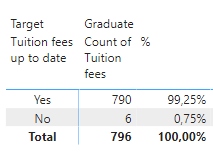 Target Graduate
Tuition fees Count of %
up to date Tuition
fees
Yes 790 99,25%
No 6 0,75%
Total 796 100,00%